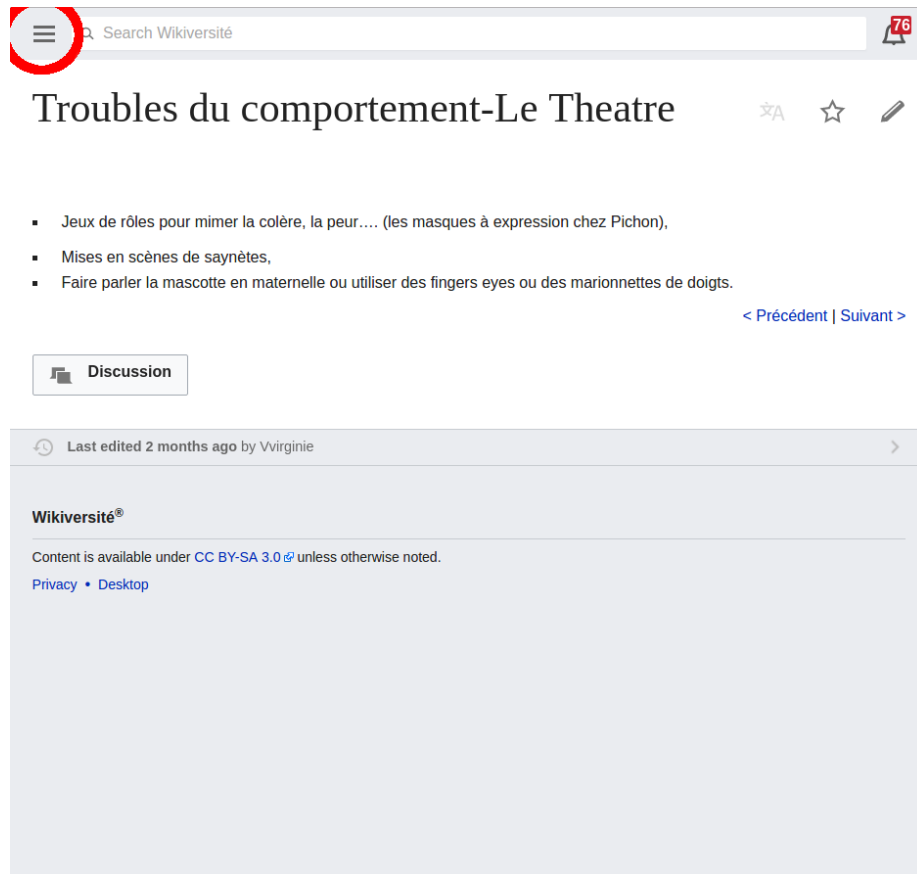 Search Wikiversité
76
Troubles du comportement-Le Theatre
Jeux de rôles pour mimer la colère, la peur…. (les masques à expression chez Pichon),
Mises en scènes de saynètes,
Faire parler la mascotte en maternelle ou utiliser des fingers eyes ou des marionnettes de doigts.
< Précédent | Suivant >
Discussion
Last edited 2 months ago by Vvirginie
Wikiversité®
Content is available under CC BY-SA 3.0 unless otherwise noted.
Privacy • Desktop